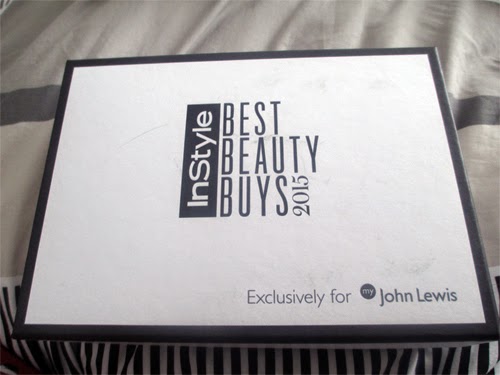 InStyle
BEST
BEAUTY
BUYS 2015
Exclusively for my John Lewis